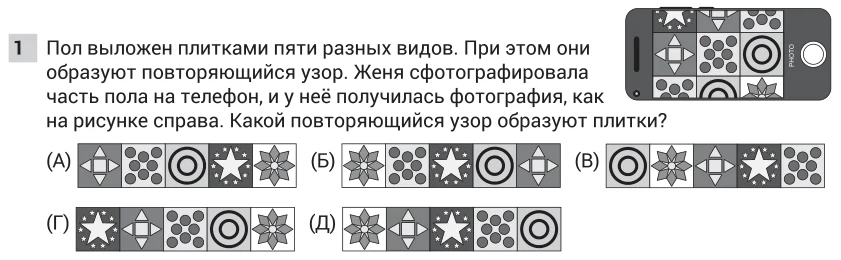 1 Пол выложен плитками пяти разных видов. При этом они
образуют повторяющийся узор. Женя сфотографировала
часть пола на телефон, и у неё получилась фотография, как
на рисунке справа. Какой повторяющийся узор образуют плитки?
PHOTO
(А) (Б) (В)
(Г) (Д)